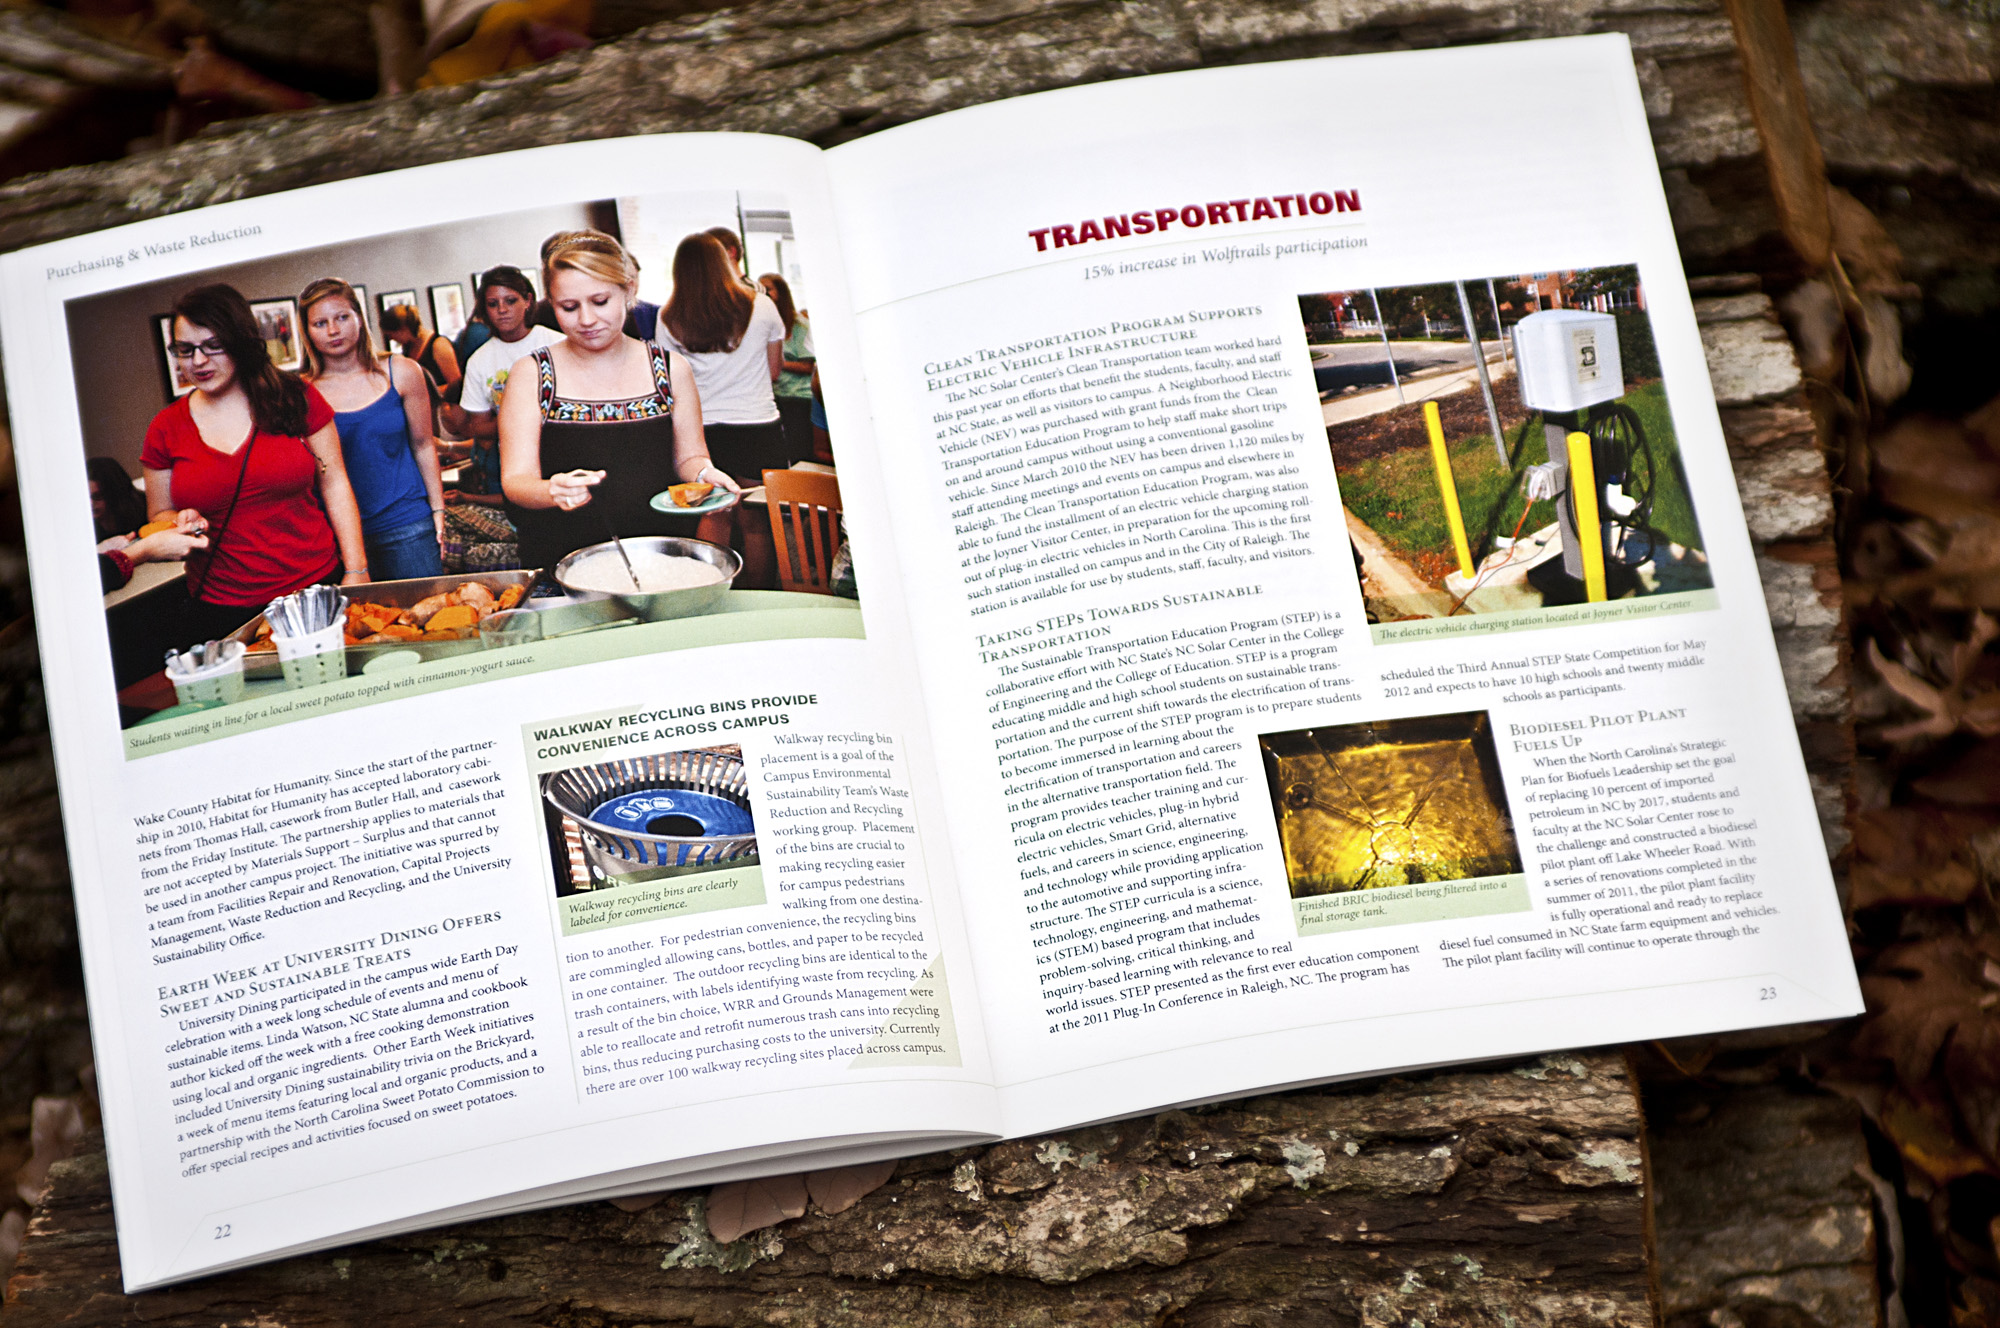 Purchasing & Waste Reduction
Students waiting in line for a local sweet potato topped with cinnamon-yogurt sauce.
Wake County Habitat for Humanity. Since the start of the partner-
ship in 2010, Habitat for Humanity has accepted laboratory cabi-
nets from Thomas Hall, casework from Butler Hall, and casework
from the Friday Institute. The partnership applies to materials that
are not accepted by Materials Support – Surplus and that cannot
be used in another campus project. The initiative was spurred by
a team from Facilities Repair and Renovation, Capital Projects
Management, Waste Reduction and Recycling, and the University
Sustainability Office.
Earth Week at University Dining Offers
Sweet and Sustainable Treats
University Dining participated in the campus wide Earth Day
celebration with a week long schedule of events and menu of
sustainable items. Linda Watson, NC State alumna and cookbook
author kicked off the week with a free cooking demonstration
using local and organic ingredients. Other Earth Week initiatives
included University Dining sustainability trivia on the Brickyard,
a week of menu items featuring local and organic products, and a
partnership with the North Carolina Sweet Potato Commission to
offer special recipes and activities focused on sweet potatoes.
WALKWAY RECYCLING BINS PROVIDE
CONVENIENCE ACROSS CAMPUS
Walkway recycling bins are clearly
labeled for convenience.
Walkway recycling bin
placement is a goal of the
Campus Environmental
Sustainability Team's Waste
Reduction and Recycling
working group. Placement
of the bins are crucial to
making recycling easier
for campus pedestrians
walking from one destina-
tion to another. For pedestrian convenience, the recycling bins
are commingled allowing cans, bottles, and paper to be recycled
in one container. The outdoor recycling bins are identical to the
trash containers, with labels identifying waste from recycling. As
a result of the bin choice, WRR and Grounds Management were
able to reallocate and retrofit numerous trash cans into recycling
bins, thus reducing purchasing costs to the university. Currently
there are over 100 walkway recycling sites placed across campus.
22
TRANSPORTATION
15% increase in Wolftrails participation
Clean Transportation Program Supports
Electric Vehicle Infrastructure
The NC Solar Center's Clean Transportation team worked hard
this past year on efforts that benefit the students, faculty, and staff
at NC State, as well as visitors to campus. A Neighborhood Electric
Vehicle (NEV) was purchased with grant funds from the Clean
Transportation Education Program to help staff make short trips
on and around campus without using a conventional gasoline
vehicle. Since March 2010 the NEV has been driven 1,120 miles by
staff attending meetings and events on campus and elsewhere in
Raleigh. The Clean Transportation Education Program, was also
able to fund the installment of an electric vehicle charging station
at the Joyner Visitor Center, in preparation for the upcoming roll-
out of plug-in electric vehicles in North Carolina. This is the first
such station installed on campus and in the City of Raleigh. The
station is available for use by students, staff, faculty, and visitors.
Taking STEPs Towards Sustainable
Transportation
The Sustainable Transportation Education Program (STEP) is a
collaborative effort with NC State's NC Solar Center in the College
of Engineering and the College of Education. STEP is a program
educating middle and high school students on sustainable trans-
portation and the current shift towards the electrification of trans-
portation. The purpose of the STEP program is to prepare students
to become immersed in learning about the
electrification of transportation and careers
in the alternative transportation field. The
program provides teacher training and cur-
ricula on electric vehicles, plug-in hybrid
electric vehicles, Smart Grid, alternative
fuels, and careers in science, engineering,
and technology while providing application
to the automotive and supporting infra-
structure. The STEP curricula is a science,
technology, engineering, and mathemat-
ics (STEM) based program that includes
problem-solving, critical thinking, and
inquiry-based learning with relevance to real
world issues. STEP presented as the first ever education component
at the 2011 Plug-In Conference in Raleigh, NC. The program has
The electric vehicle charging station located at Joyner Visitor Center.
scheduled the Third Annual STEP State Competition for May
2012 and expects to have 10 high schools and twenty middle
schools as participants.
Finished BRIC biodiesel being filtered into a
final storage tank.
Biodiesel Pilot Plant
Fuels Up
When the North Carolina's Strategic
Plan for Biofuels Leadership set the goal
of replacing 10 percent of imported
petroleum in NC by 2017, students and
faculty at the NC Solar Center rose to
the challenge and constructed a biodiesel
pilot plant off Lake Wheeler Road. With
a series of renovations completed in the
summer of 2011, the pilot plant facility
is fully operational and ready to replace
diesel fuel consumed in NC State farm equipment and vehicles.
The pilot plant facility will continue to operate through the
23